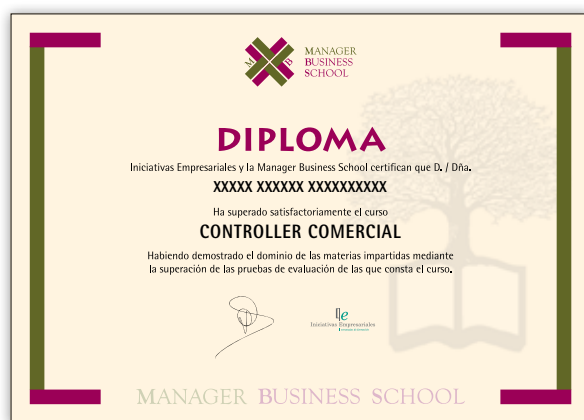 M B
MANAGER
BUSINESS
SCHOOL
DIPLOMA
Iniciativas Empresariales y la Manager Business School certifican que D. / Dña.
XXXXX XXXXXX XXXXXXXXXX
Ha superado satisfactoriamente el curso
CONTROLLER COMERCIAL
Habiendo demostrado el dominio de las materias impartidas mediante
la superación de las pruebas de evaluación de las que consta el curso.
Iniciativas Empresariales
MANAGER BUSINESS SCHOOL